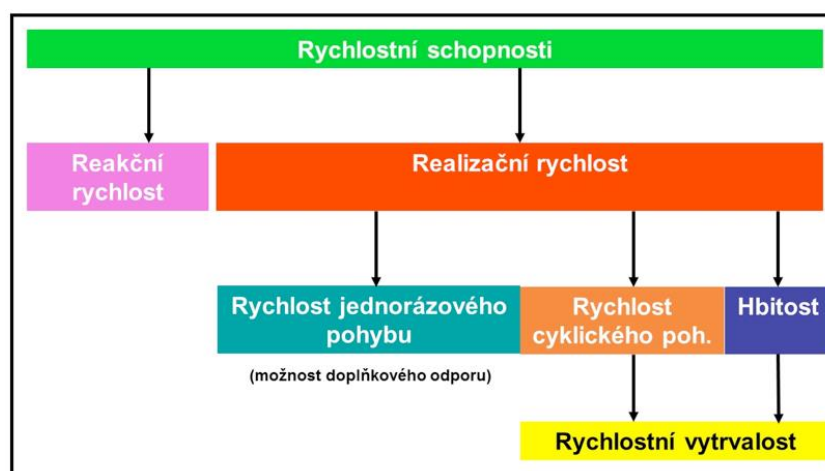 Rychlostní schopnosti
Reakční
rychlost
Realizační rychlost
Rychlost jednorázového
pohybu
Rychlost
cyklického poh.
Hbitost
(možnost doplňkového odporu)
Rychlostní vytrvalost